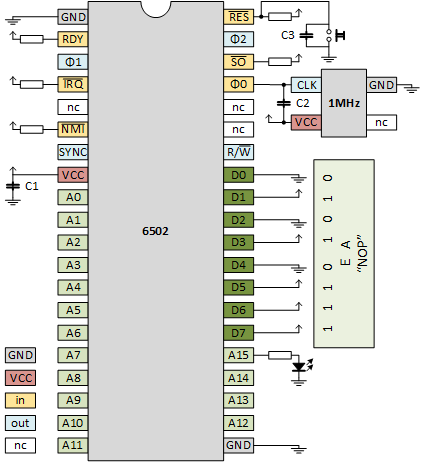 GND
RDY
Φ1
IRQ
nc
NMI
SYNC
VCC
A0
A1
A2
A3
A4
A5
A6
A7
A8
A9
A10
A11
C1
6502
RES
Φ2
SO
Φ0
nc
nc
R/W
D0
D1
D2
D3
D4
D5
D6
D7
A15
A14
A13
A12
GND
C3
C2
CLK
VCC
1MHz
GND
nc
1 1 1 0 1 0 1 0
E A
“NOP”
GND
VCC
in
out
nc